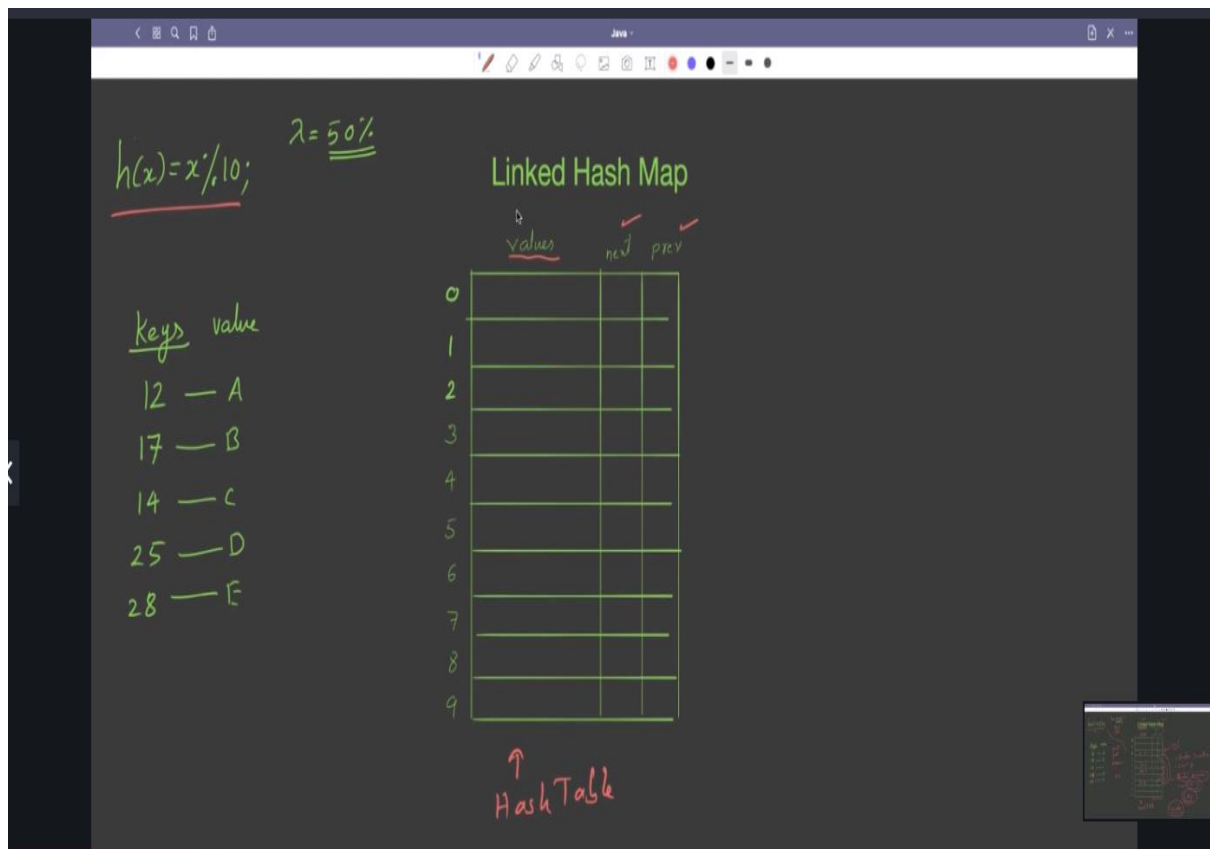 Java
h(x)=x%10;
λ=50%
Linked Hash Map
values next prev
Keys value
12 — A
17 — B
14 — C
25 — D
28 — E
0
1
2
3
4
5
6
7
8
9
Hash Table